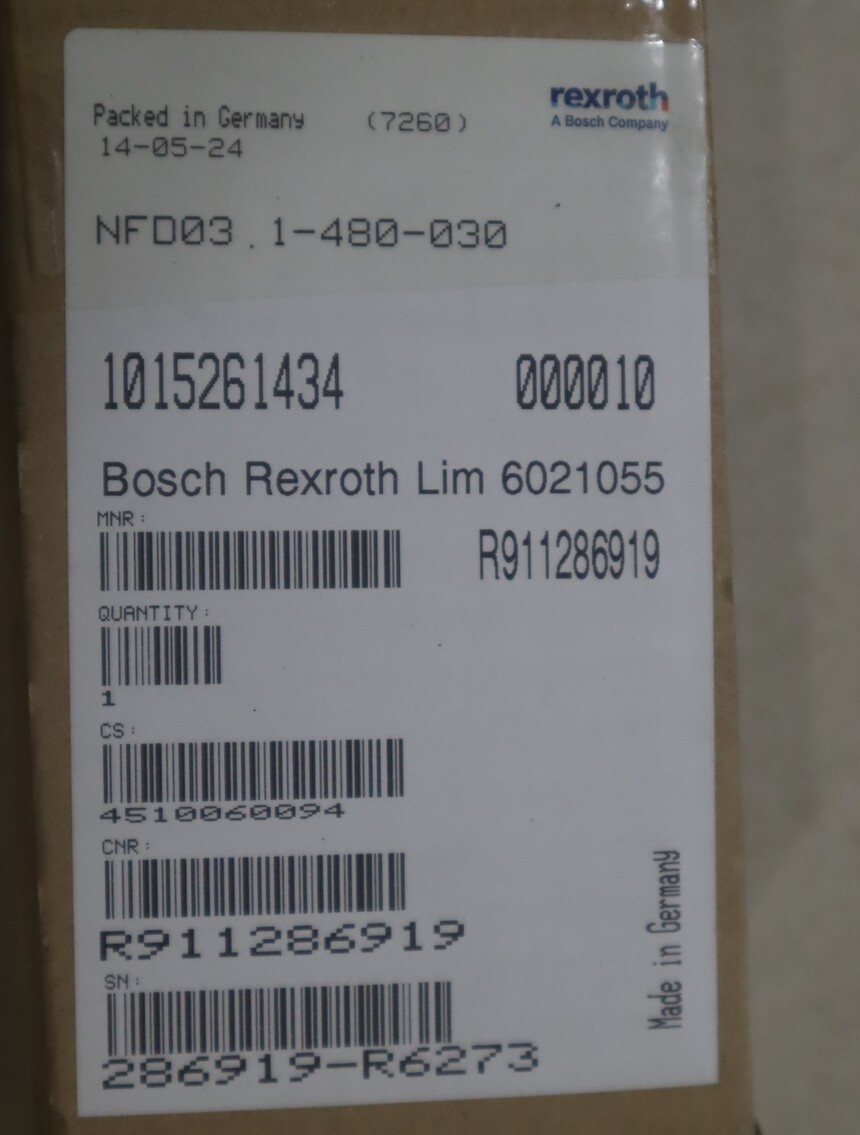 rexroth
A Bosch Company
Packed in Germany (7260)
14-05-24
NFD03.1-480-030
1015261434 000010
Bosch Rexroth Lim 6021055
MNR:
R911286919
QUANTITY:
1
CS:
4510060094
CNR:
R911286919
SN:
286919-R6273
Made in Germany